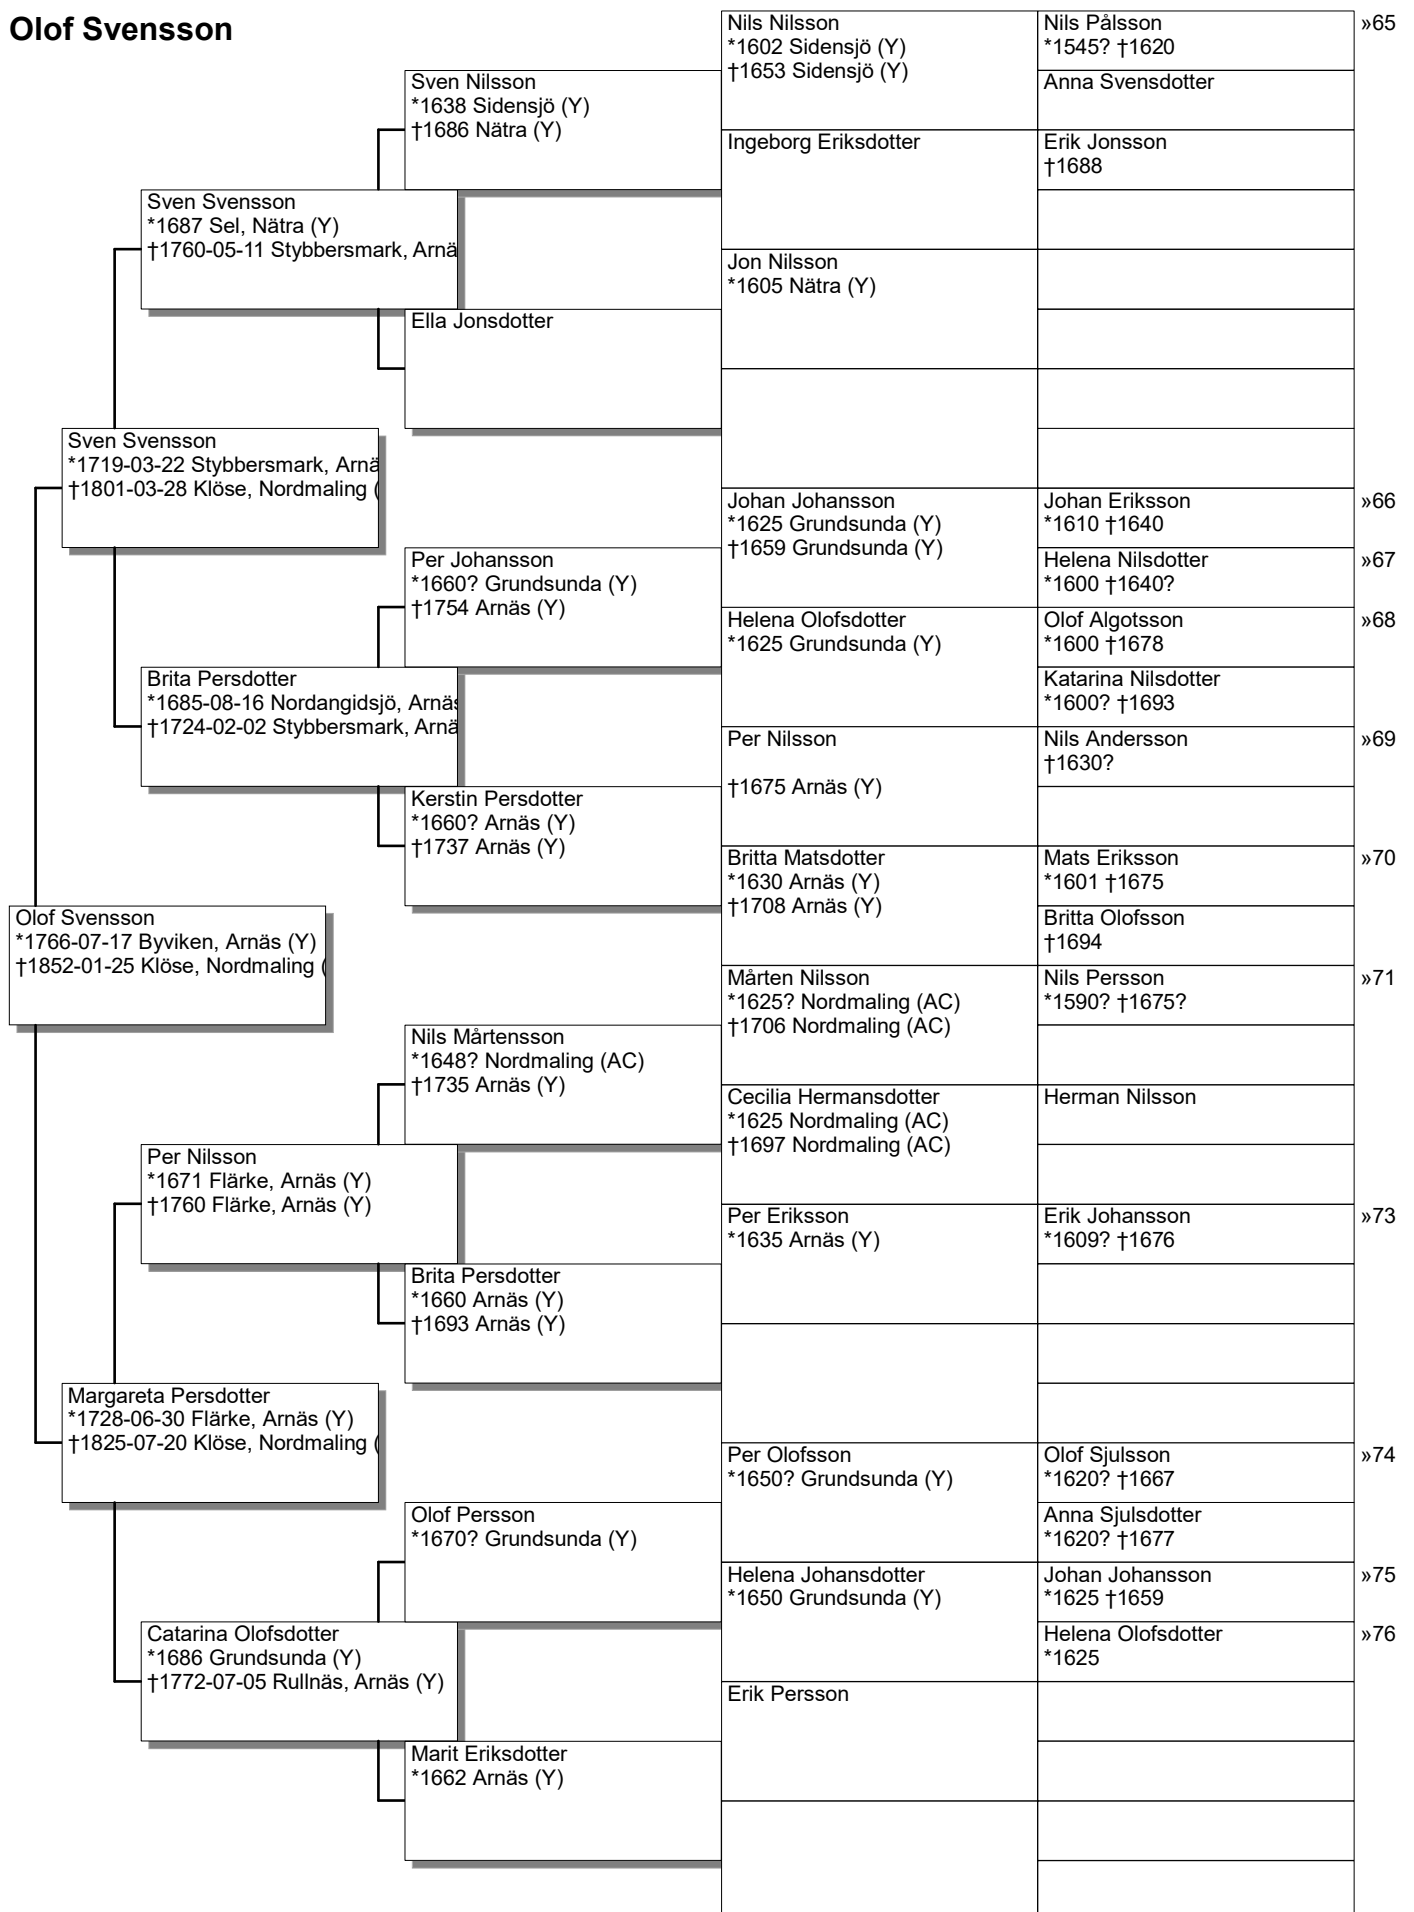 Olof Svensson
Olof Svensson
*1766-07-17 Byviken, Arnäs (Y)
†1852-01-25 Klöse, Nordmaling (
Sven Svensson
*1719-03-22 Stybbersmark, Arnä
†1801-03-28 Klöse, Nordmaling (
Margareta Persdotter
*1728-06-30 Flärke, Arnäs (Y)
†1825-07-20 Klöse, Nordmaling (
Sven Svensson
*1687 Sel, Nätra (Y)
†1760-05-11 Stybbersmark, Arnä
Brita Persdotter
*1685-08-16 Nordangidsjö, Arnäs
†1724-02-02 Stybbersmark, Arnä
Per Nilsson
*1671 Flärke, Arnäs (Y)
†1760 Flärke, Arnäs (Y)
Catarina Olofsdotter
*1686 Grundsunda (Y)
†1772-07-05 Rullnäs, Arnäs (Y)
Sven Nilsson
*1638 Sidensjö (Y)
†1686 Nätra (Y)
Ella Jonsdotter
Per Johansson
*1660? Grundsunda (Y)
†1754 Arnäs (Y)
Kerstin Persdotter
*1660? Arnäs (Y)
†1737 Arnäs (Y)
Nils Mårtensson
*1648? Nordmaling (AC)
†1735 Arnäs (Y)
Brita Persdotter
*1660 Arnäs (Y)
†1693 Arnäs (Y)
Olof Persson
*1670? Grundsunda (Y)
Marit Eriksdotter
*1662 Arnäs (Y)
Nils Nilsson
*1602 Sidensjö (Y)
†1653 Sidensjö (Y)
Ingeborg Eriksdotter
Jon Nilsson
*1605 Nätra (Y)
Johan Johansson
*1625 Grundsunda (Y)
†1659 Grundsunda (Y)
Helena Olofsdotter
*1625 Grundsunda (Y)
Per Nilsson
†1675 Arnäs (Y)
Britta Matsdotter
*1630 Arnäs (Y)
†1708 Arnäs (Y)
Mårten Nilsson
*1625? Nordmaling (AC)
†1706 Nordmaling (AC)
Cecilia Hermansdotter
*1625 Nordmaling (AC)
†1697 Nordmaling (AC)
Per Eriksson
*1635 Arnäs (Y)
Per Olofsson
*1650? Grundsunda (Y)
Helena Johansdotter
*1650 Grundsunda (Y)
Erik Persson
Nils Pålsson »65
*1545? †1620
Anna Svensdotter
Erik Jonsson
†1688
Johan Eriksson »66
*1610 †1640
Helena Nilsdotter »67
*1600 †1640?
Olof Algotsson »68
*1600 †1678
Katarina Nilsdotter
*1600? †1693
Nils Andersson »69
†1630?
Mats Eriksson »70
*1601 †1675
Britta Olofsson
†1694
Nils Persson »71
*1590? †1675?
Herman Nilsson
Erik Johansson »73
*1609? †1676
Olof Sjulsson »74
*1620? †1667
Anna Sjulsdotter
*1620? †1677
Johan Johansson »75
*1625 †1659
Helena Olofsdotter »76
*1625